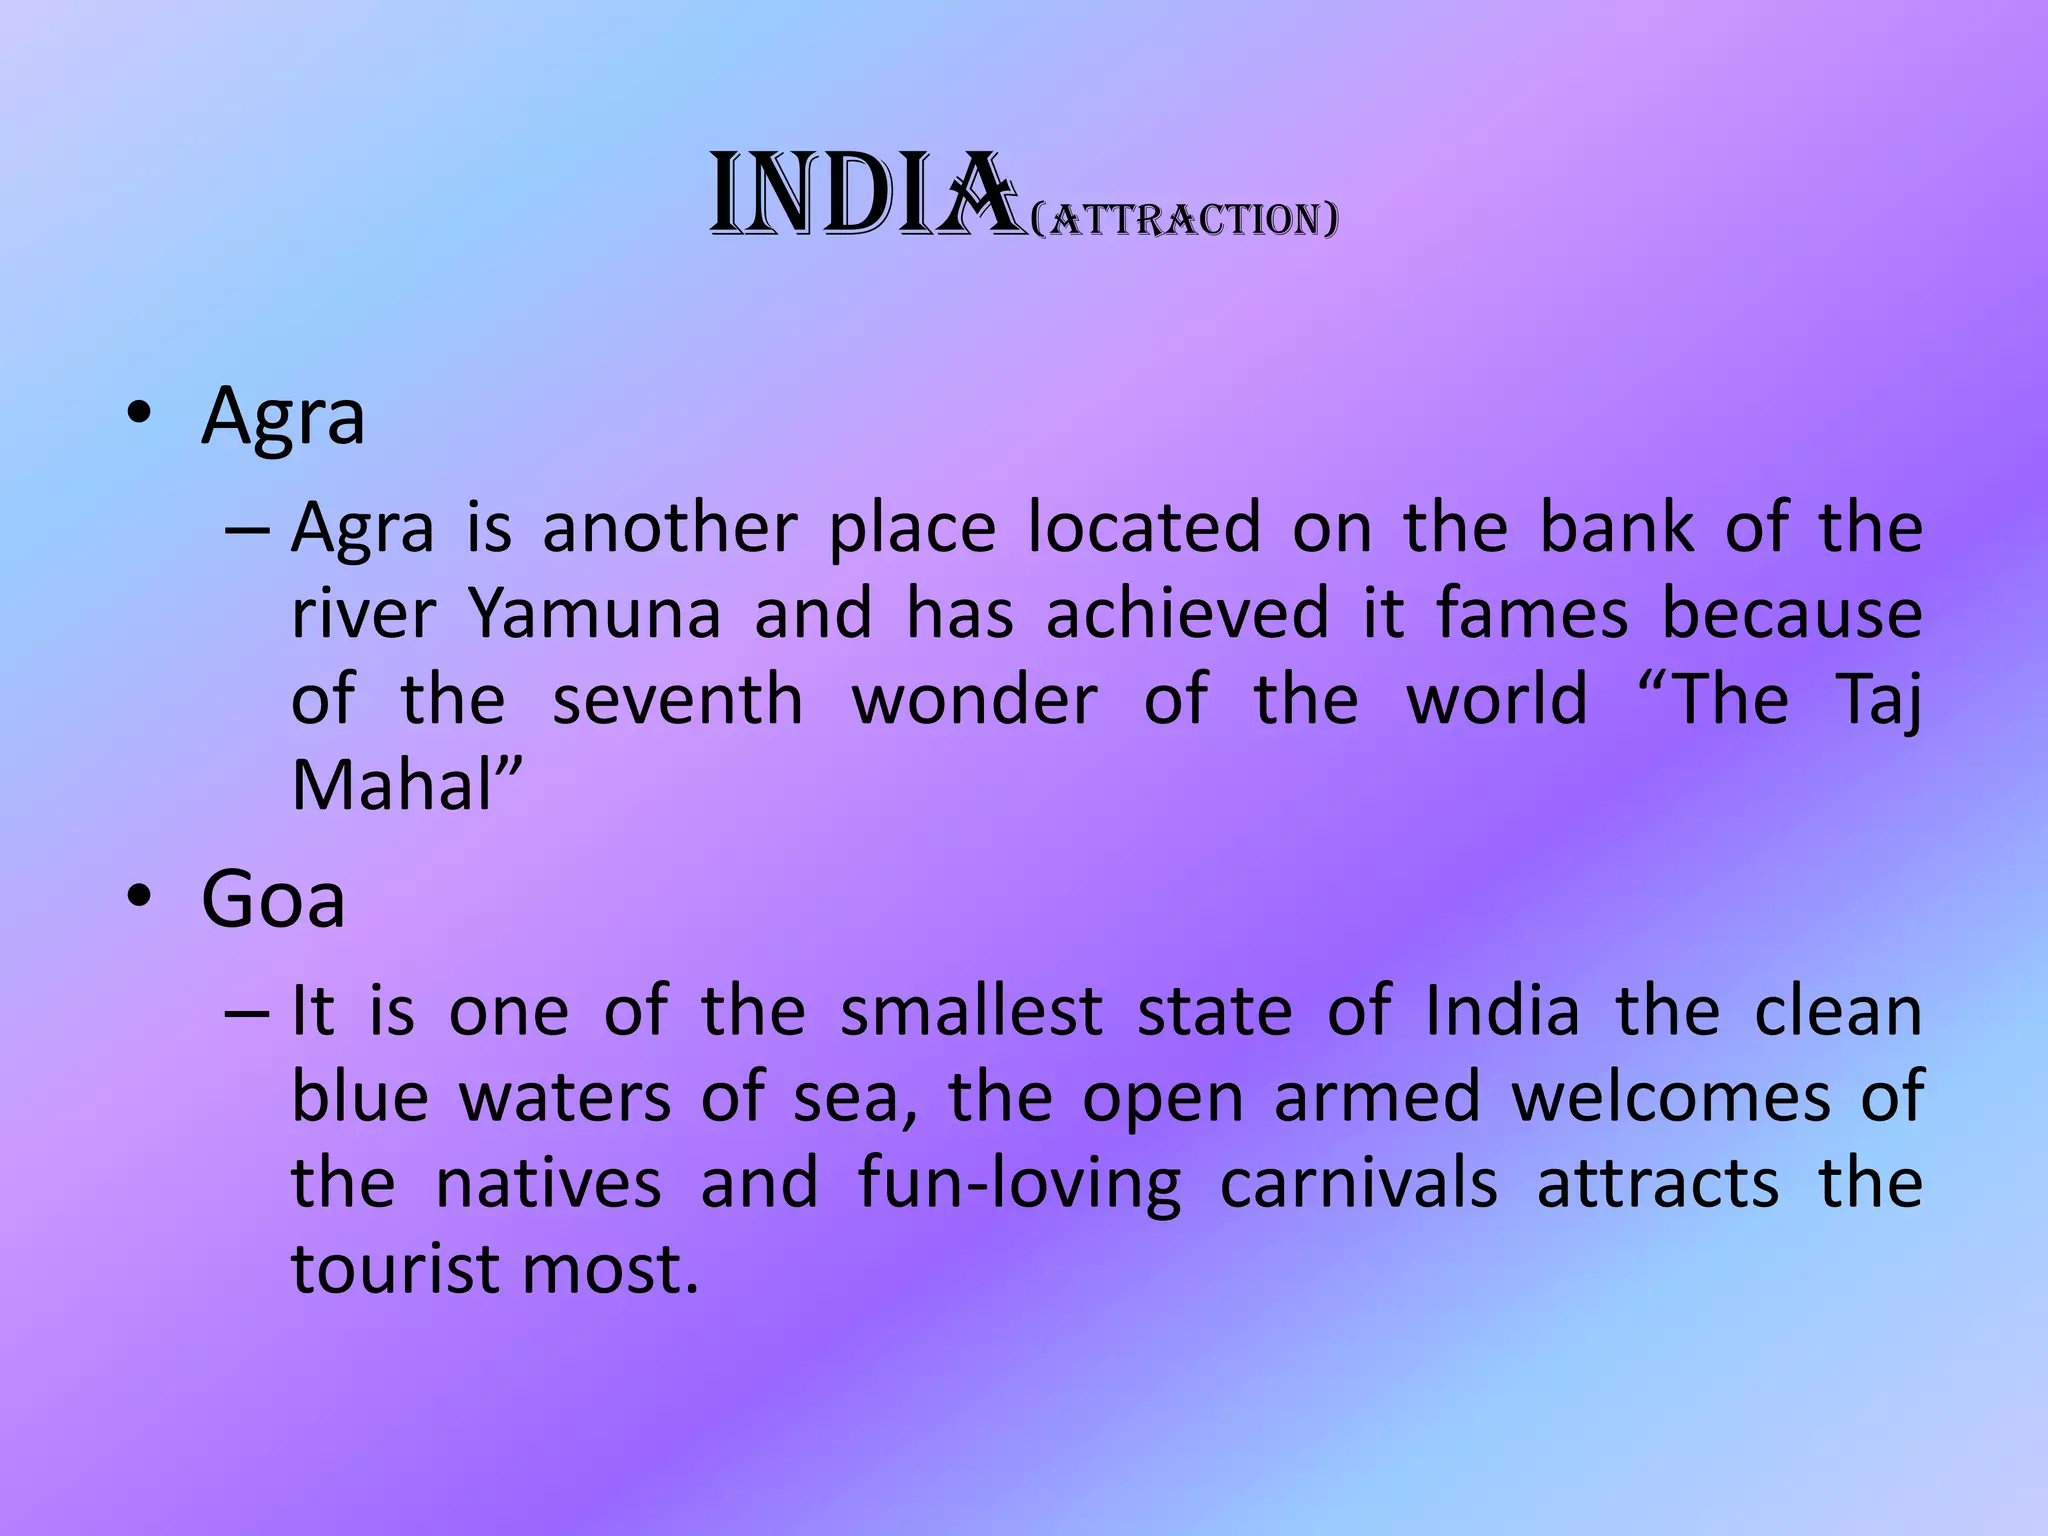 INDIA(ATTRACTION)
• Agra
– Agra is another place located on the bank of the
river Yamuna and has achieved it fames because
of the seventh wonder of the world “The Taj
Mahal”
• Goa
– It is one of the smallest state of India the clean
blue waters of sea, the open armed welcomes of
the natives and fun-loving carnivals attracts the
tourist most.